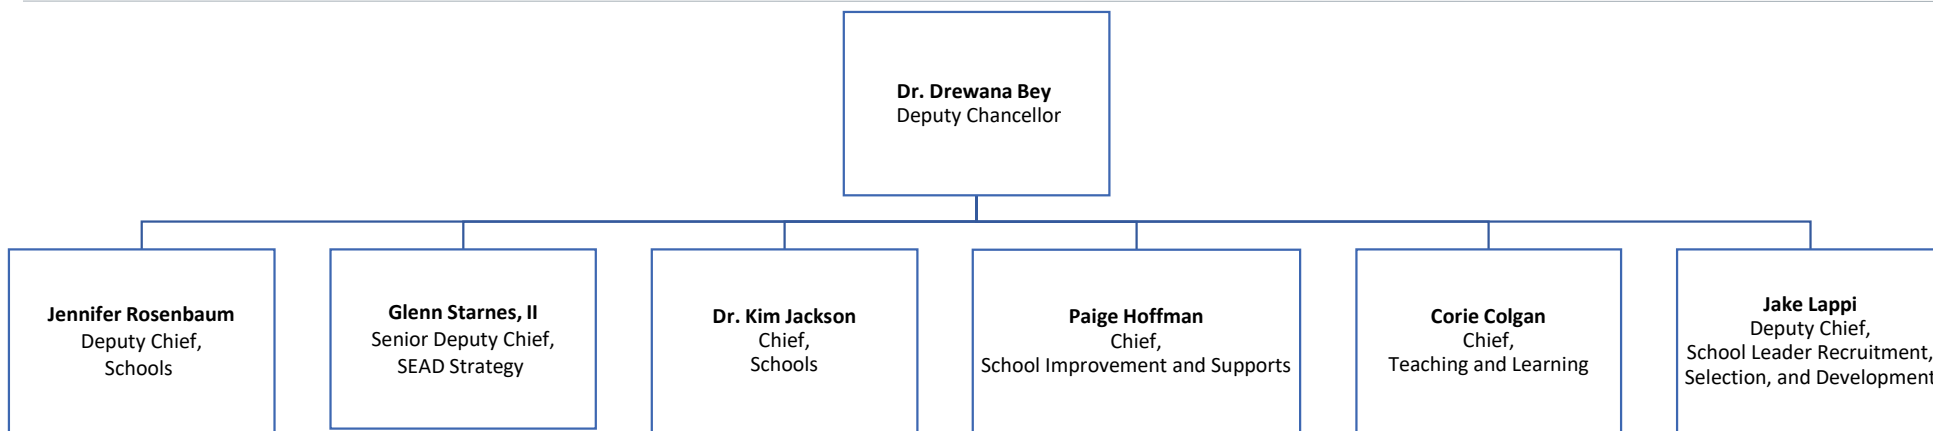 Dr. Drewana Bey
Deputy Chancellor
Jennifer Rosenbaum
Deputy Chief,
Schools
Glenn Starnes, II
Senior Deputy Chief,
SEAD Strategy
Dr. Kim Jackson
Chief,
Schools
Paige Hoffman
Chief,
School Improvement and Supports
Corie Colgan
Chief,
Teaching and Learning
Jake Lappi
Deputy Chief,
School Leader Recruitment,
Selection, and Development